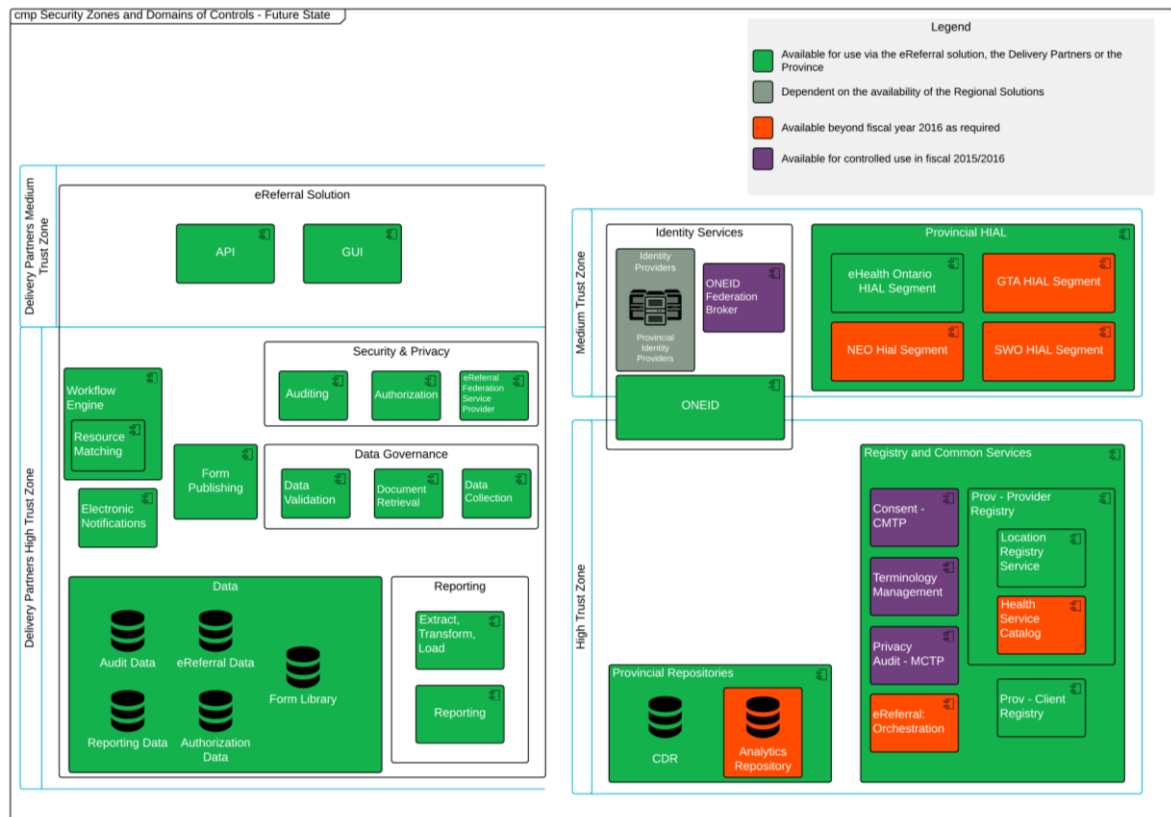 cmp Security Zones and Domains of Controls - Future State
Legend
Available for use via the eReferral solution, the Delivery Partners or the
Province
Dependent on the availability of the Regional Solutions
Available beyond fiscal year 2016 as required
Available for controlled use in fiscal 2015/2016
Delivery Partners Medium
Trust Zone
eReferral Solution
API
GUI
Delivery Partners High Trust Zone
Workflow
Engine
Resource
Matching
Electronic
Notifications
Form
Publishing
Security & Privacy
Auditing
Authorization
eReferral
Federation
Service
Provider
Data Governance
Data
Validation
Document
Retrieval
Data
Collection
Data
Audit Data
eReferral Data
Form Library
Reporting Data
Authorization
Data
Reporting
Extract,
Transform,
Load
Reporting
Medium Trust Zone
Identity Services
Identity
Providers
Provincial
Identity
Providers
ONEID
Federation
Broker
ONEID
Provincial HIAL
eHealth Ontario
HIAL Segment
GTA HIAL Segment
NEO Hial Segment
SWO HIAL Segment
High Trust Zone
Provincial Repositories
CDR
Analytics
Repository
Registry and Common Services
Consent -
CMTP
Terminology
Management
Privacy
Audit - MCTP
eReferral:
Orchestration
Prov - Provider
Registry
Location
Registry
Service
Health
Service
Catalog
Prov - Client
Registry